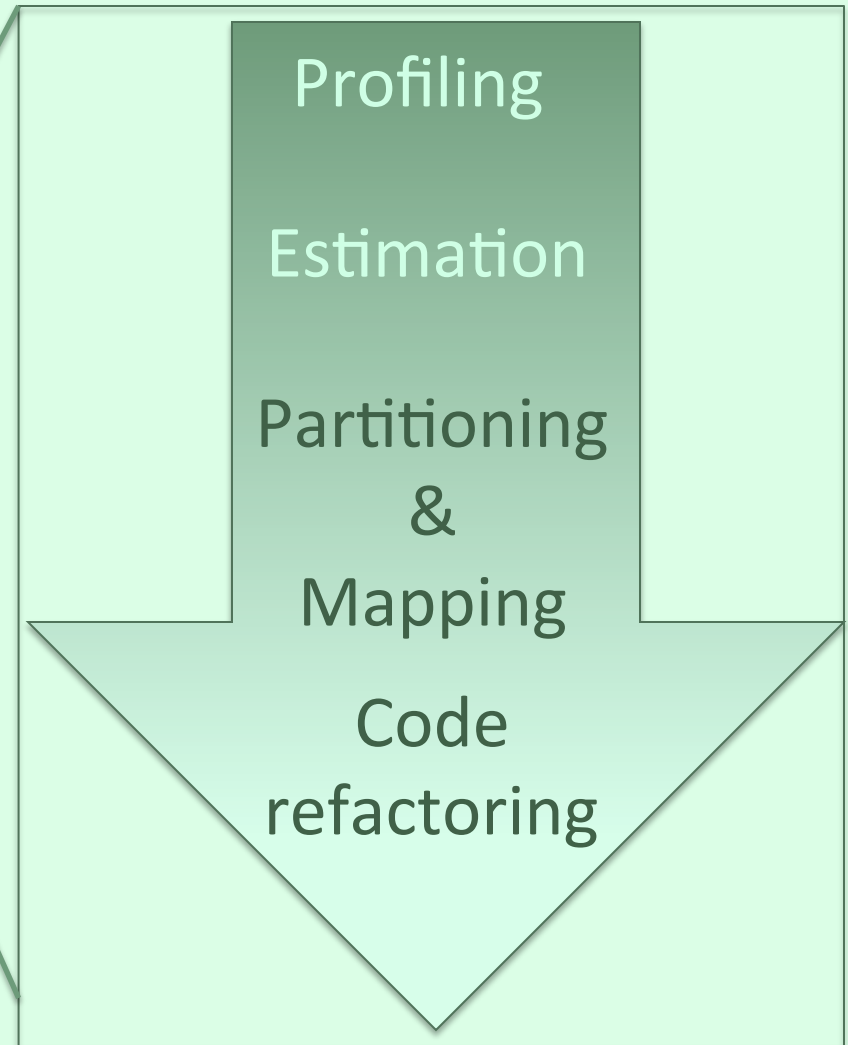 Profiling
Estimation
Partitioning
&
Mapping
Code
refactoring